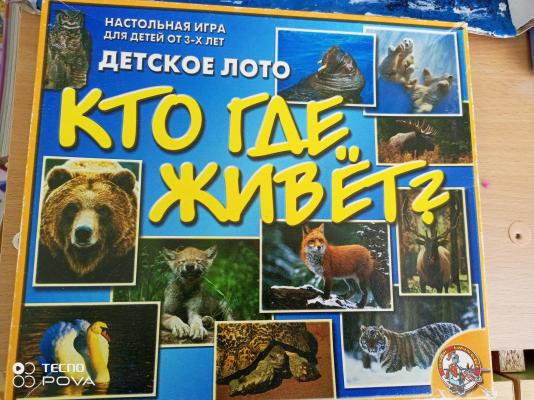 НАСТОЛЬНАЯ ИГРА
ДЛЯ ДЕТЕЙ ОТ 3-Х ЛЕТ
ДЕТСКОЕ ЛОТО
КТО ГДЕ
ЖИВЁТ?
TECNO
POVA